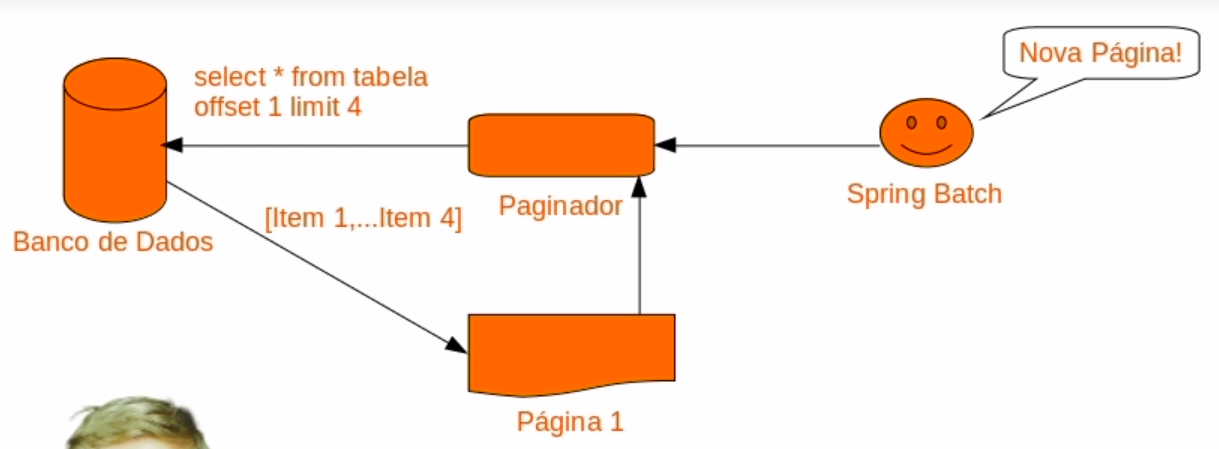 Nova Página!
select * from tabela
offset 1 limit 4
Spring Batch
Paginador
[Item 1,...Item 4]
Banco de Dados
Página 1